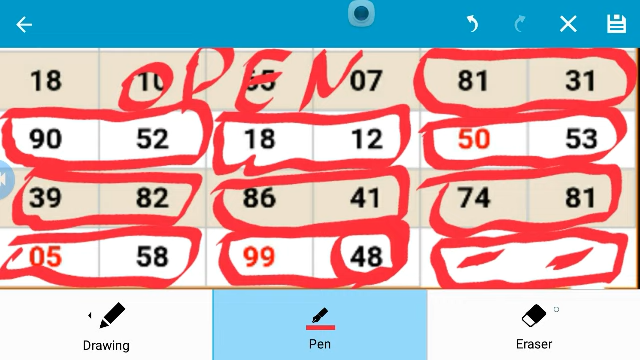 OPEN
18 10 65 07 81 31
90 52 18 12 50 53
39 82 86 41 74 81
05 58 99 48
Drawing Pen Eraser